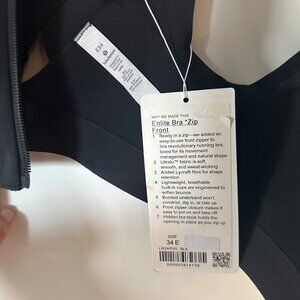 E34
lululemon
WHY WE MADE THIS
Enlite Bra *Zip
Front
1 Ready in a zip—we added an
easy-to-use front zipper to
this revolutionary running bra,
loved for its movement
management and natural shape
2 Ultralu™ fabric is soft,
smooth, and sweat-wicking
3 Added Lycra® fibre for shape
retention
4 Lightweight, breathable
built-in cups are engineered to
soften bounce
5 Bonded underband won't
constrict, dig in, or ride up
6 Front zipper closure makes it
easy to put on and take off
7 Hidden bra hook holds the
opening in place as you zip up
SIZE
34 E